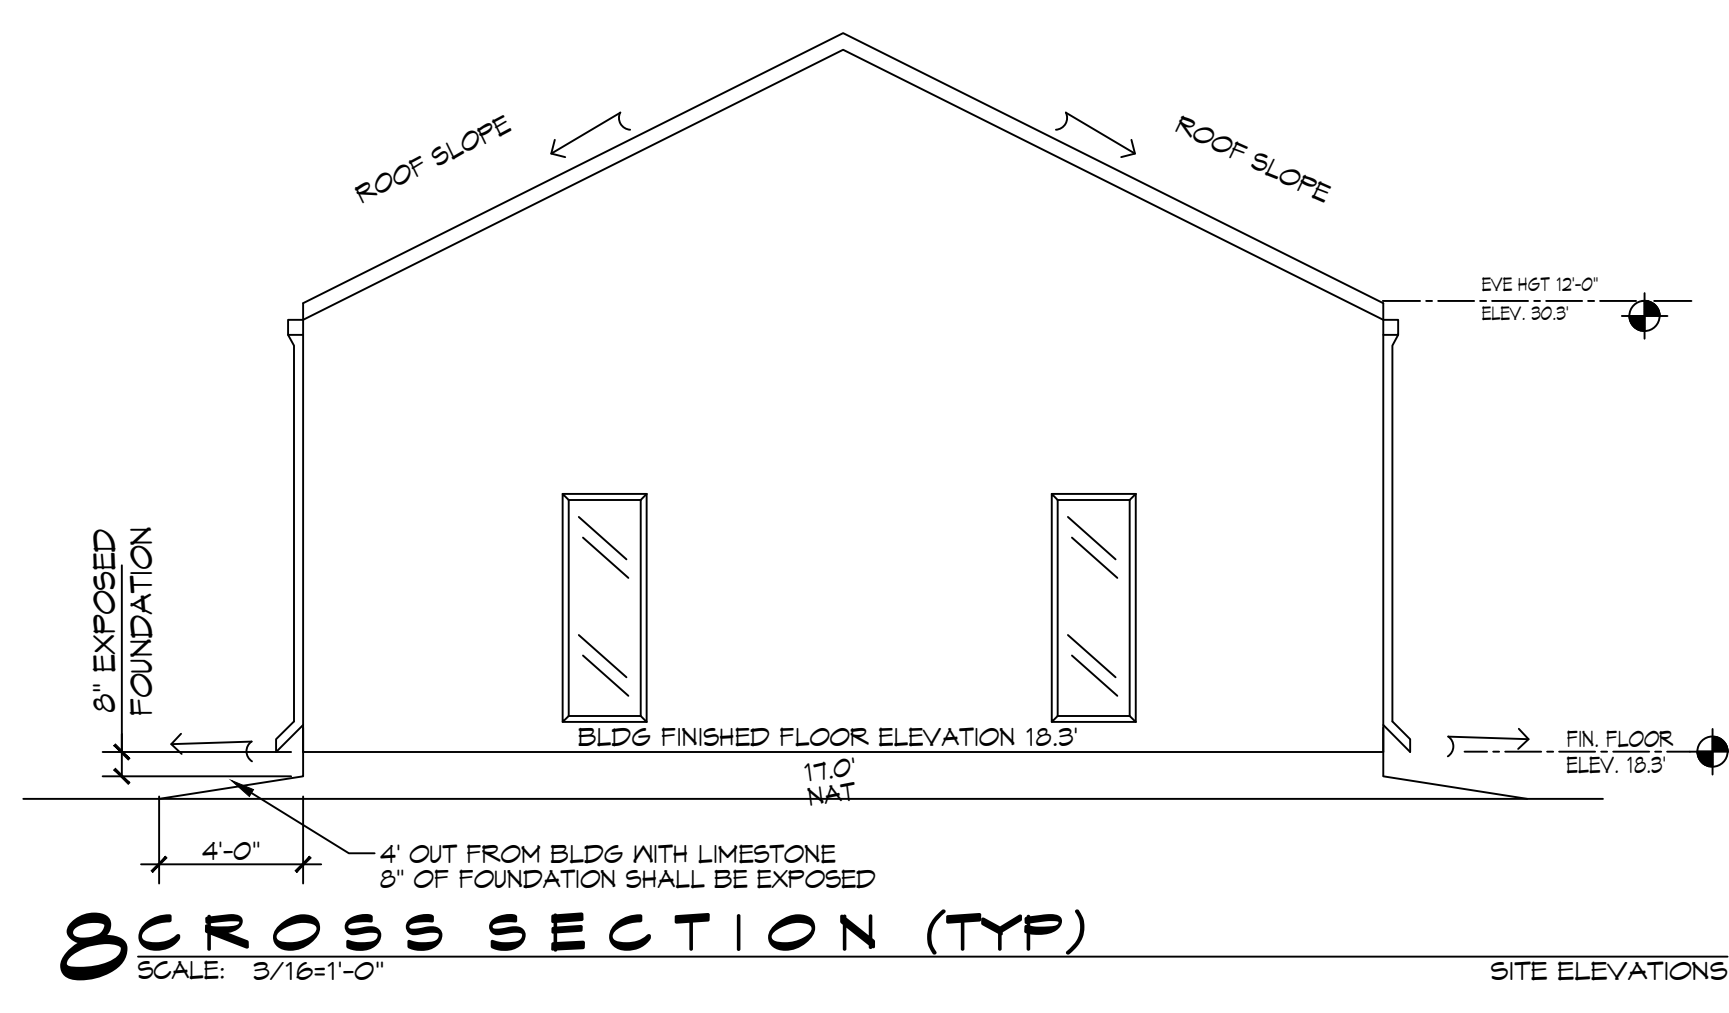 ROOF SLOPE
ROOF SLOPE
EVE HGT 12'-0"
ELEV. 30.3'
8" EXPOSED
FOUNDATION
BLDG FINISHED FLOOR ELEVATION 18.3'
17.0'
NAT
FIN. FLOOR
ELEV. 18.3'
4'-0"
4' OUT FROM BLDG WITH LIMESTONE
8" OF FOUNDATION SHALL BE EXPOSED
8 CROSS SECTION (TYP)
SCALE: 3/16=1'-0"
SITE ELEVATIONS